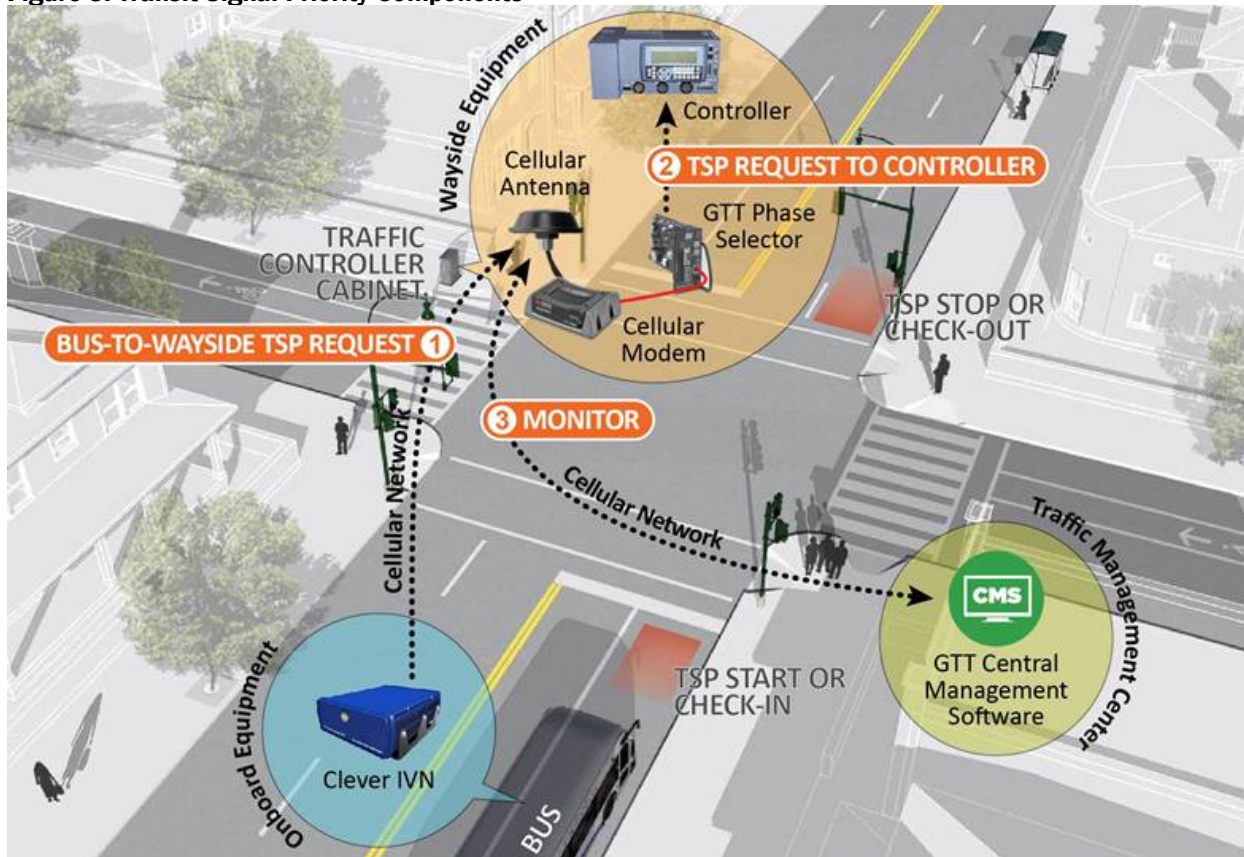 Figure 3. Transit Signal Priority Components
Wayside Equipment
Controller
Cellular
Antenna
2 TSP REQUEST TO CONTROLLER
GTT Phase
Selector
TRAFFIC
CONTROLLER
CABINET
TSP STOP OR
CHECK-OUT
BUS-TO-WAYSIDE TSP REQUEST 1
Cellular
Modem
3 MONITOR
Cellular Network
Cellular Network
Traffic Management Center
CMS
GTT Central
Management
Software
TSP START OR
CHECK-IN
Onboard Equipment
Clever IVN
BUS